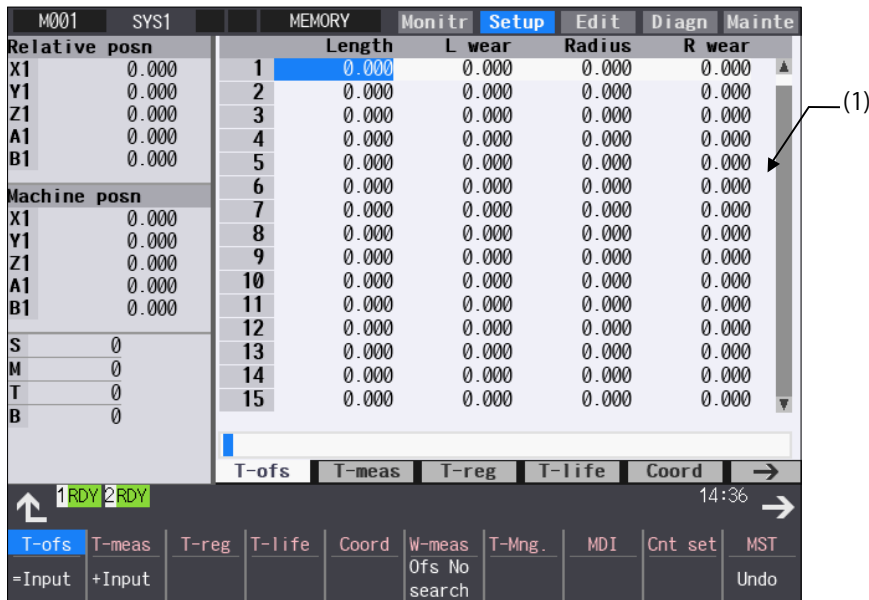 M001 SYS1 MEMORY Monitr Setup Edit Diagn Mainte
Relative posn
X1 0.000
Y1 0.000
Z1 0.000
A1 0.000
B1 0.000
Machine posn
X1 0.000
Y1 0.000
Z1 0.000
A1 0.000
B1 0.000
S 0
M 0
T 0
B 0
Length L wear Radius R wear
1 0.000 0.000 0.000 0.000
2 0.000 0.000 0.000 0.000
3 0.000 0.000 0.000 0.000
4 0.000 0.000 0.000 0.000
5 0.000 0.000 0.000 0.000
6 0.000 0.000 0.000 0.000
7 0.000 0.000 0.000 0.000
8 0.000 0.000 0.000 0.000
9 0.000 0.000 0.000 0.000
10 0.000 0.000 0.000 0.000
11 0.000 0.000 0.000 0.000
12 0.000 0.000 0.000 0.000
13 0.000 0.000 0.000 0.000
14 0.000 0.000 0.000 0.000
15 0.000 0.000 0.000 0.000
(1)
T-ofs T-meas T-reg T-life Coord →
1RDY 2RDY 14:36
T-ofs T-meas T-reg T-life Coord W-meas T-Mng. MDI Cnt set MST
=Input +Input Ofs No search Undo